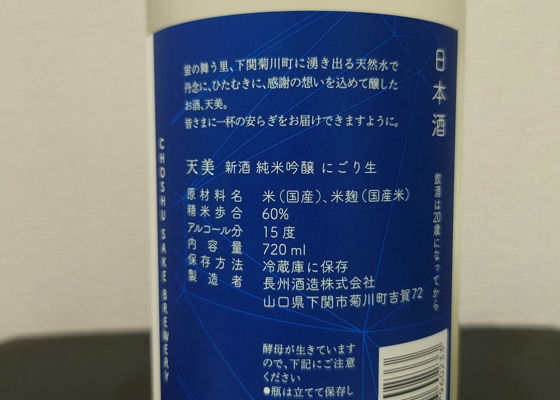 日本酒
飲酒は20歳になってから
蛍の舞う里、下関菊川町に湧き出る天然水で
丹念に、ひたむきに、感謝の想いを込めて醸した
お酒、天美。
皆さまに一杯の安らぎをお届けできますように。
天美 新酒 純米吟醸 にごり生
原材料名 米（国産）、米麹（国産米）
精米歩合 60%
アルコール分 15度
内容量 720ml
保存方法 冷蔵庫に保存
製造者 長州酒造株式会社
山口県下関市菊川町吉賀72
CHOSHU SAKE BREWERY
酵母が生きています
ので、下記にご注意
ください
●瓶は立てて保存し